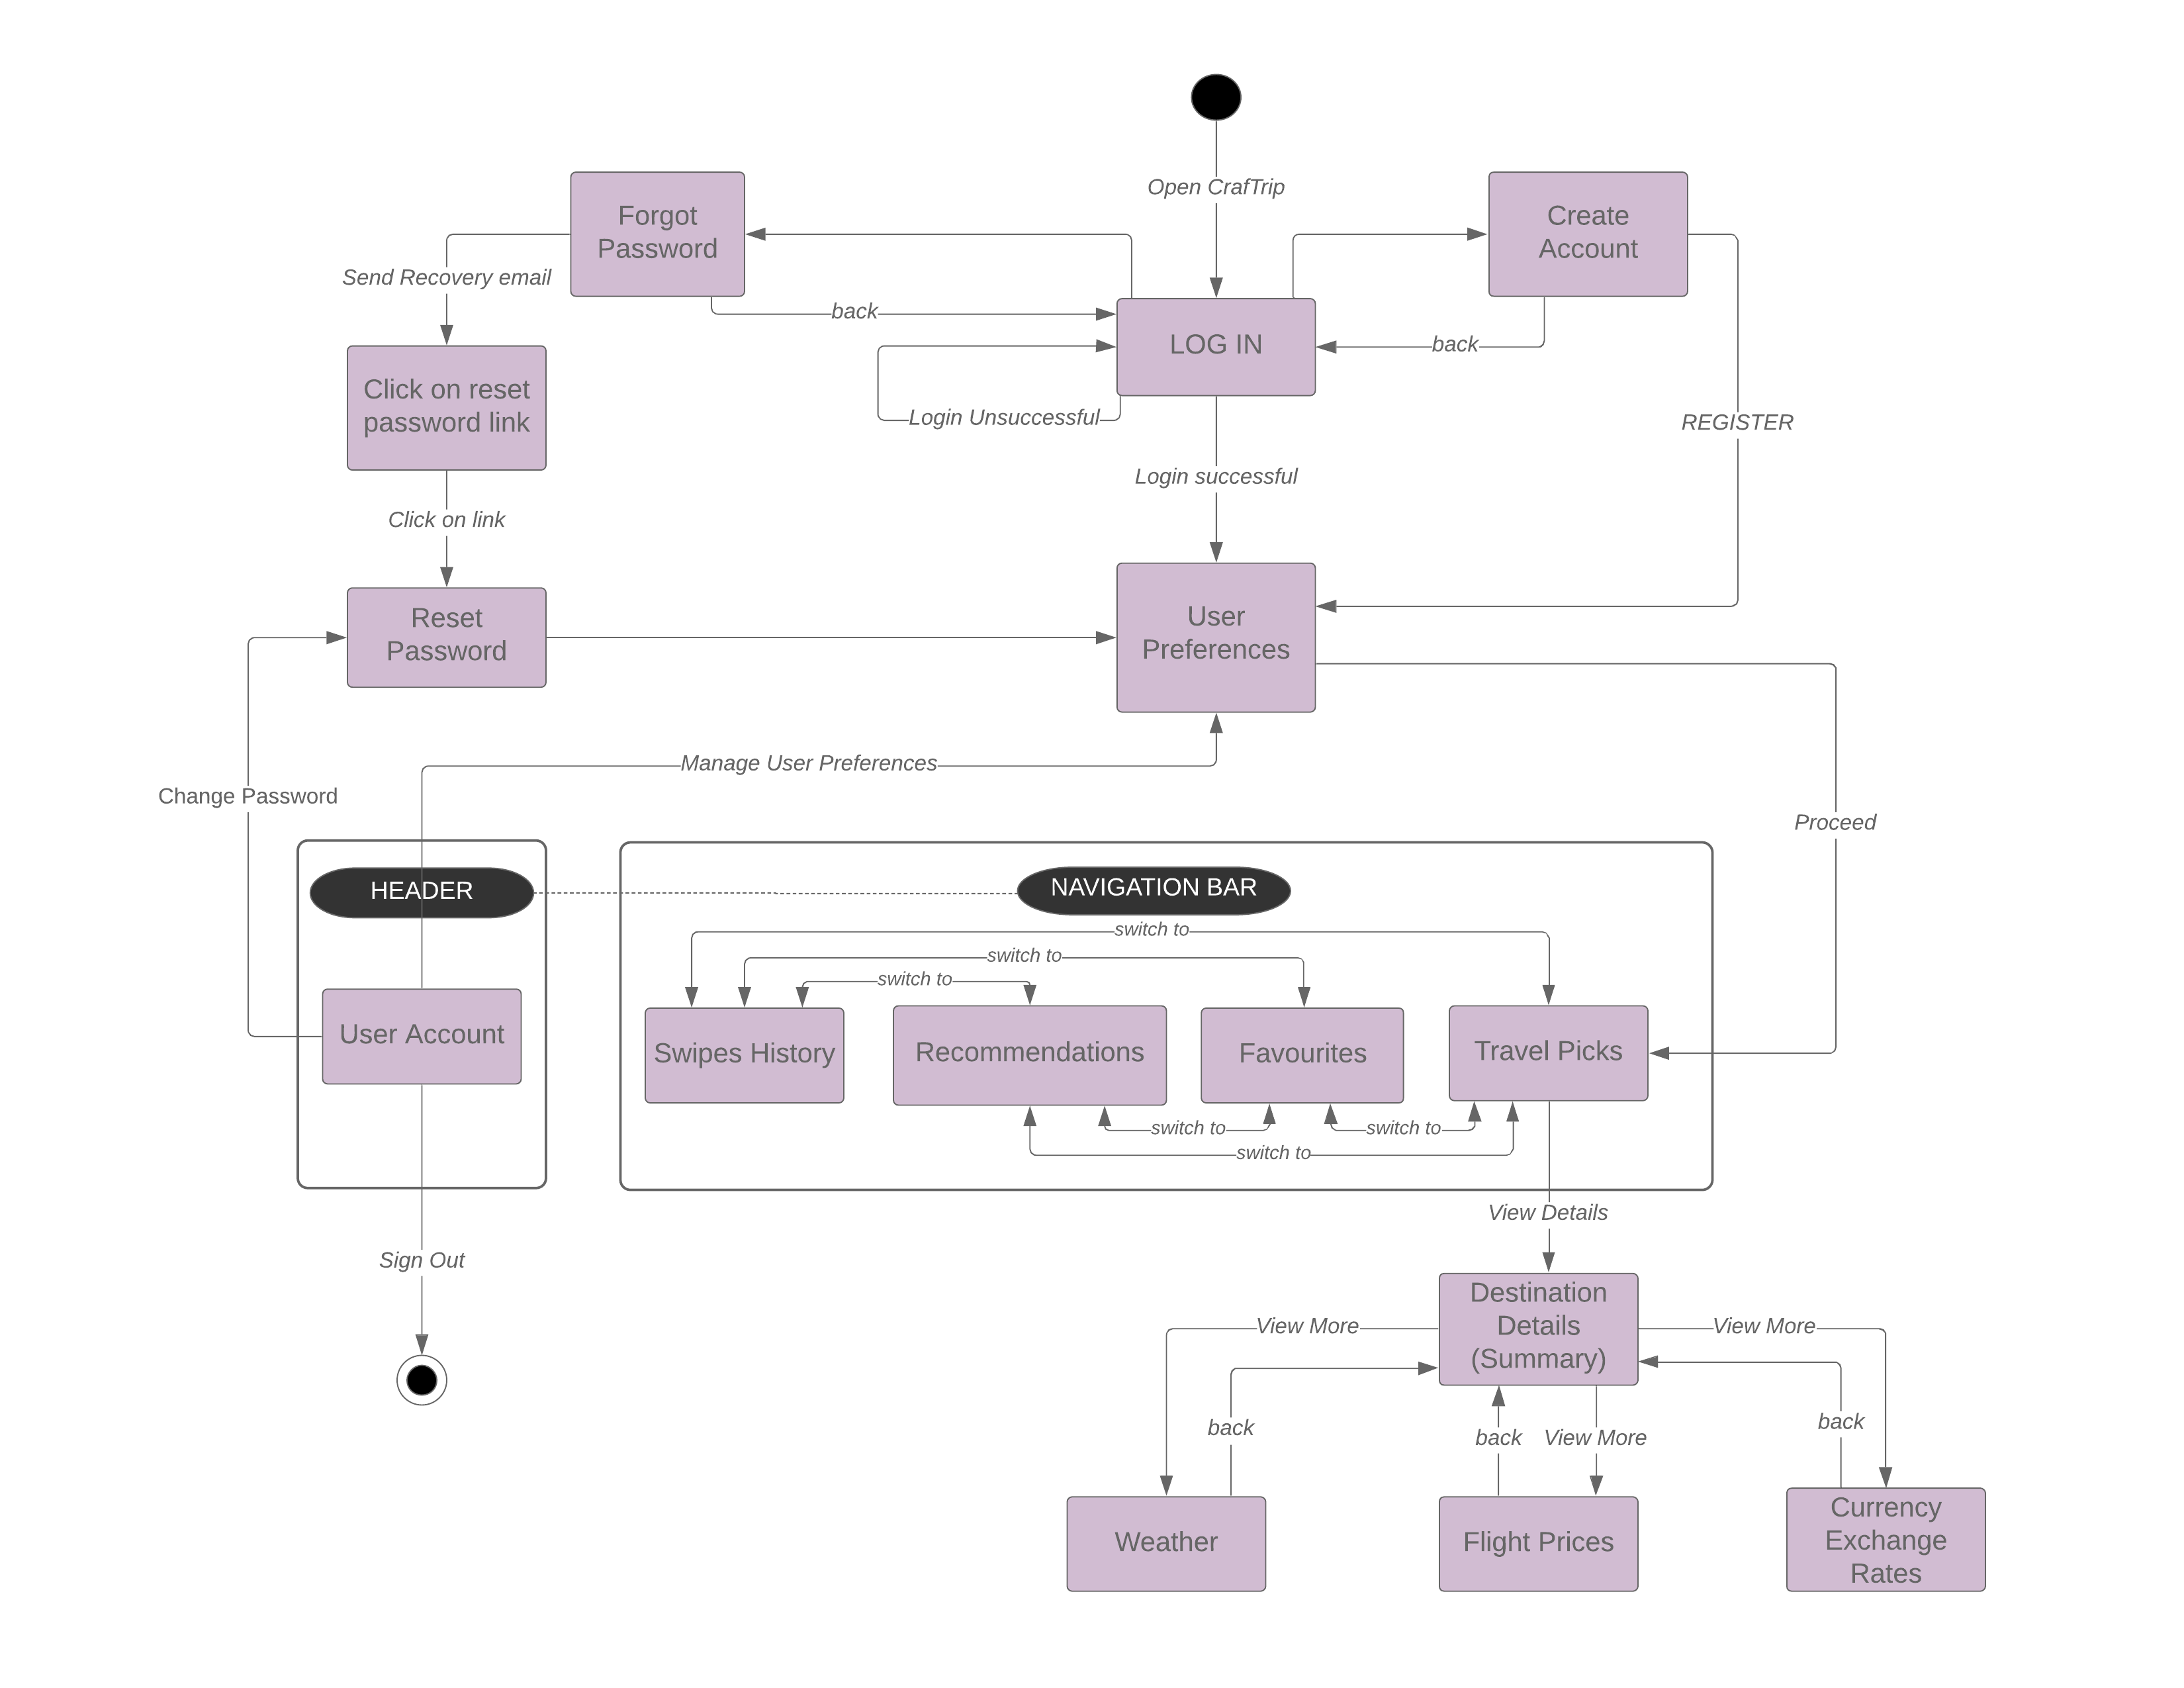 Open CrafTrip
Forgot
Password
Create
Account
Send Recovery email
back
LOG IN
back
Click on reset
password link
Login Unsuccessful
REGISTER
Login successful
Click on link
Reset
Password
User
Preferences
Manage User Preferences
Change Password
Proceed
HEADER
NAVIGATION BAR
switch to
switch to
switch to
User Account
Swipes History
Recommendations
Favourites
Travel Picks
switch to
switch to
switch to
View Details
Sign Out
Destination
Details
(Summary)
View More
View More
back
back
View More
back
Weather
Flight Prices
Currency
Exchange
Rates